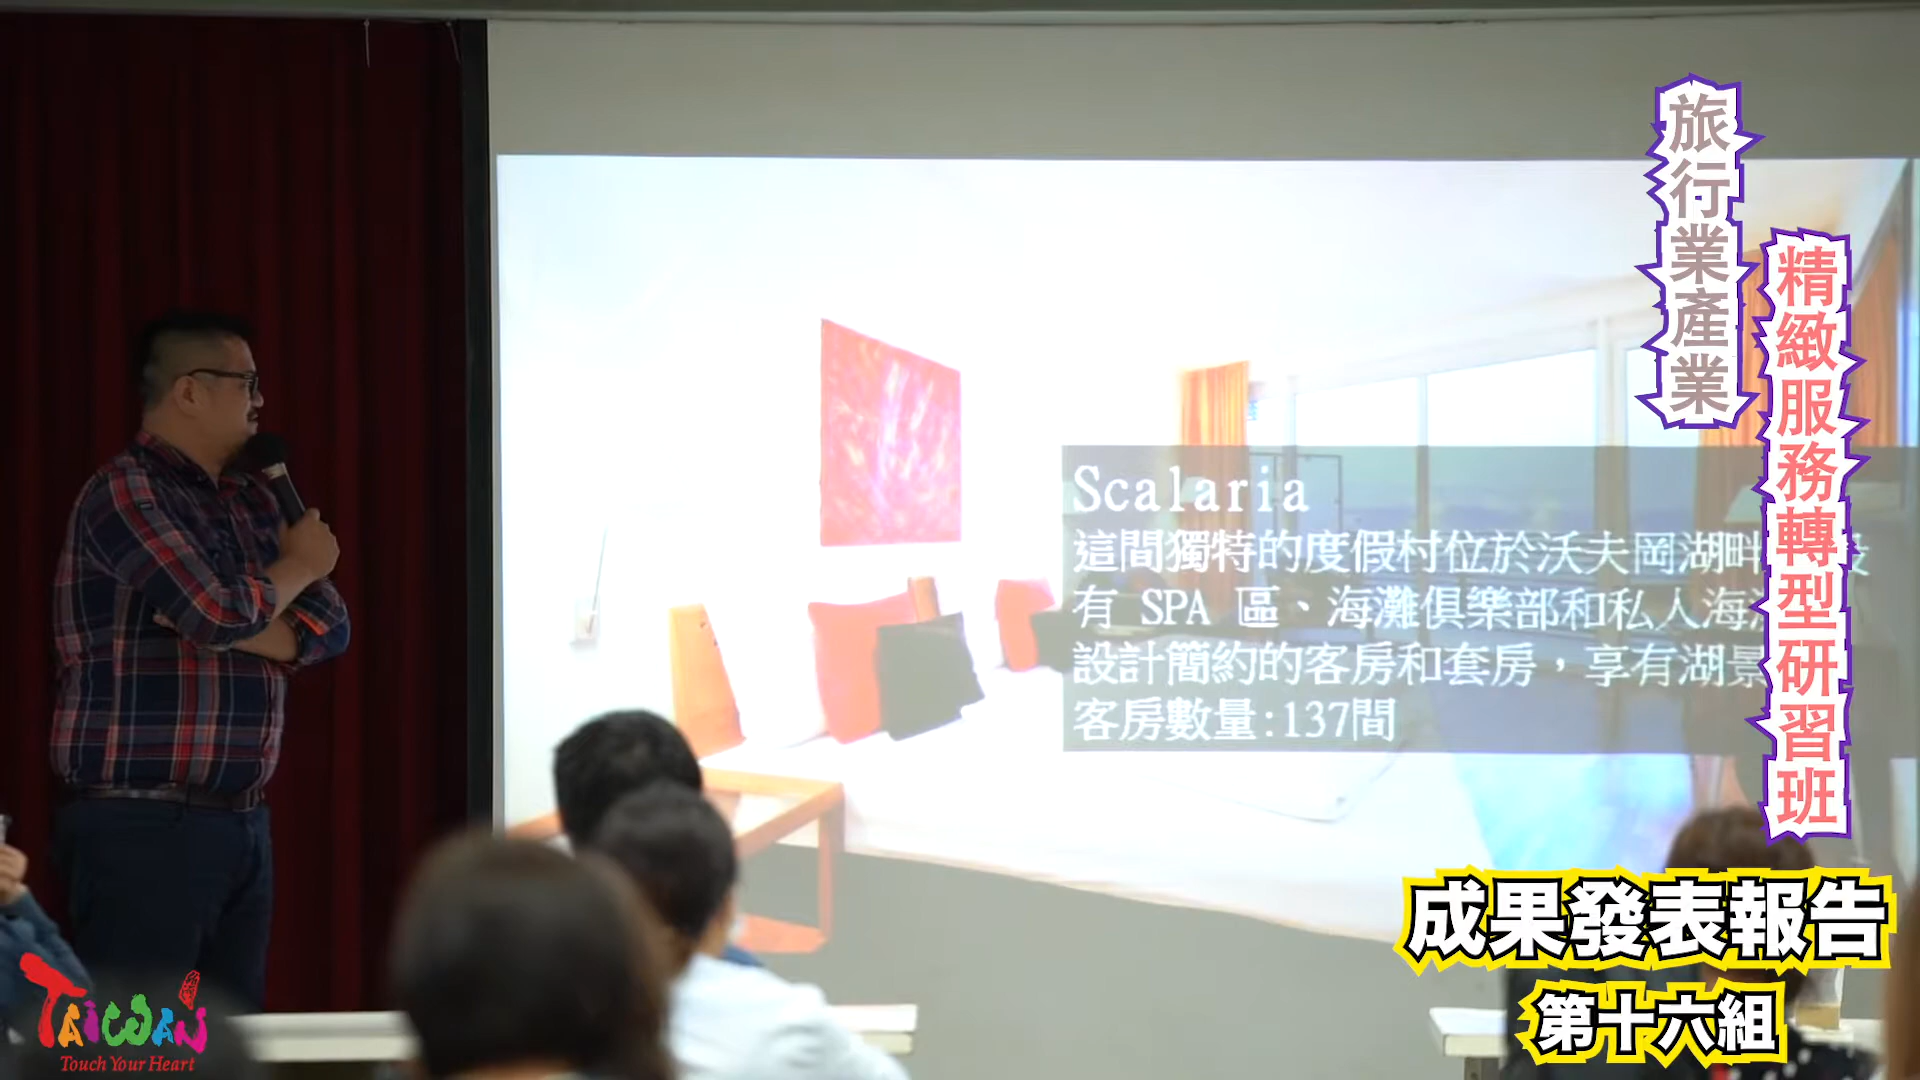 旅行業產業
精緻服務轉型研習班
Scalaria
這間獨特的度假村位於沃夫岡湖畔
有 SPA 區、海灘俱樂部和私人海
設計簡約的客房和套房，享有湖景
客房數量:137間
成果發表報告
第十六組
TAIWAN
Touch Your Heart